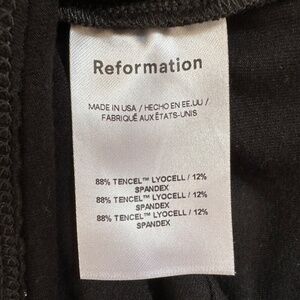 Reformation
MADE IN USA / HECHO EN EE.UU /
FABRIQUÉ AUX ÉTATS-UNIS
88% TENCEL™ LYOCELL / 12%
SPANDEX
88% TENCEL™ LYOCELL / 12%
SPANDEX
88% TENCEL™ LYOCELL / 12%
SPANDEX